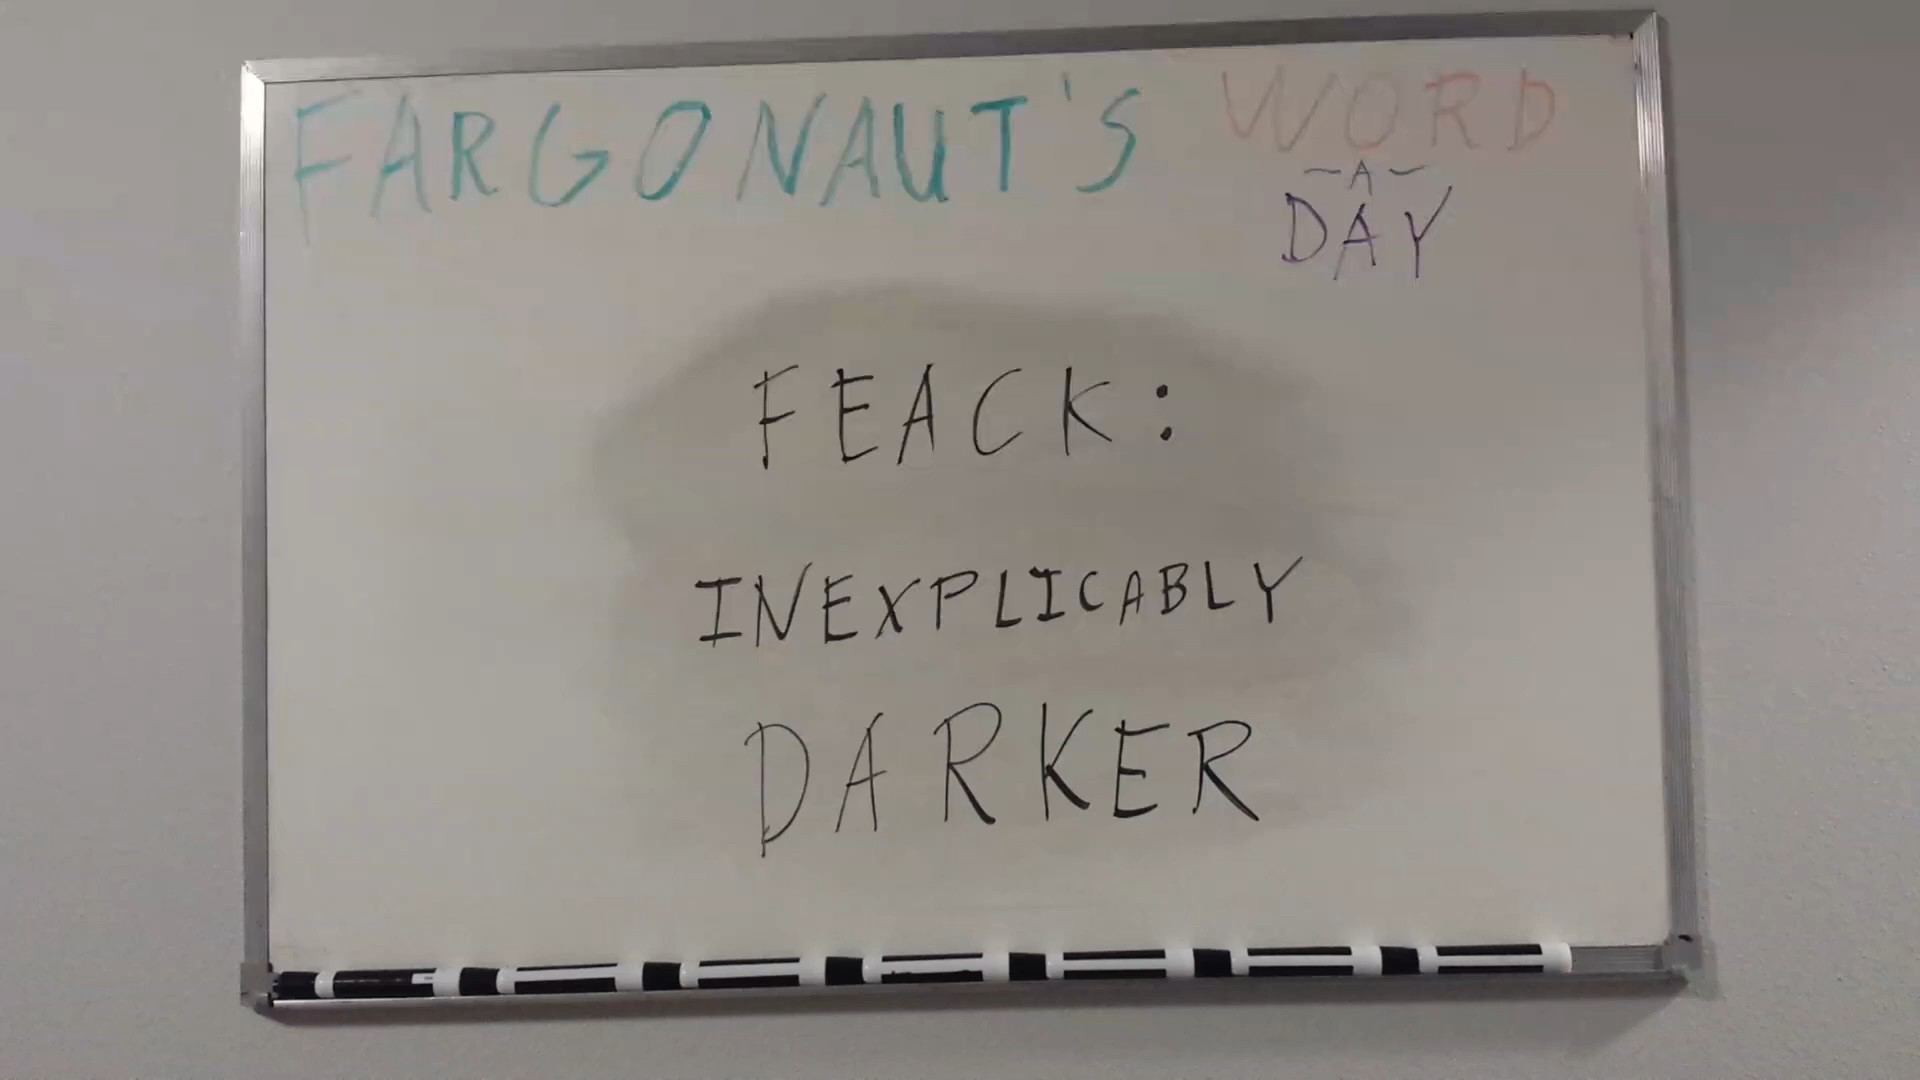 FARGONAUT'S WORD
-A-
DAY
FEACK:
INEXPLICABLY
DARKER